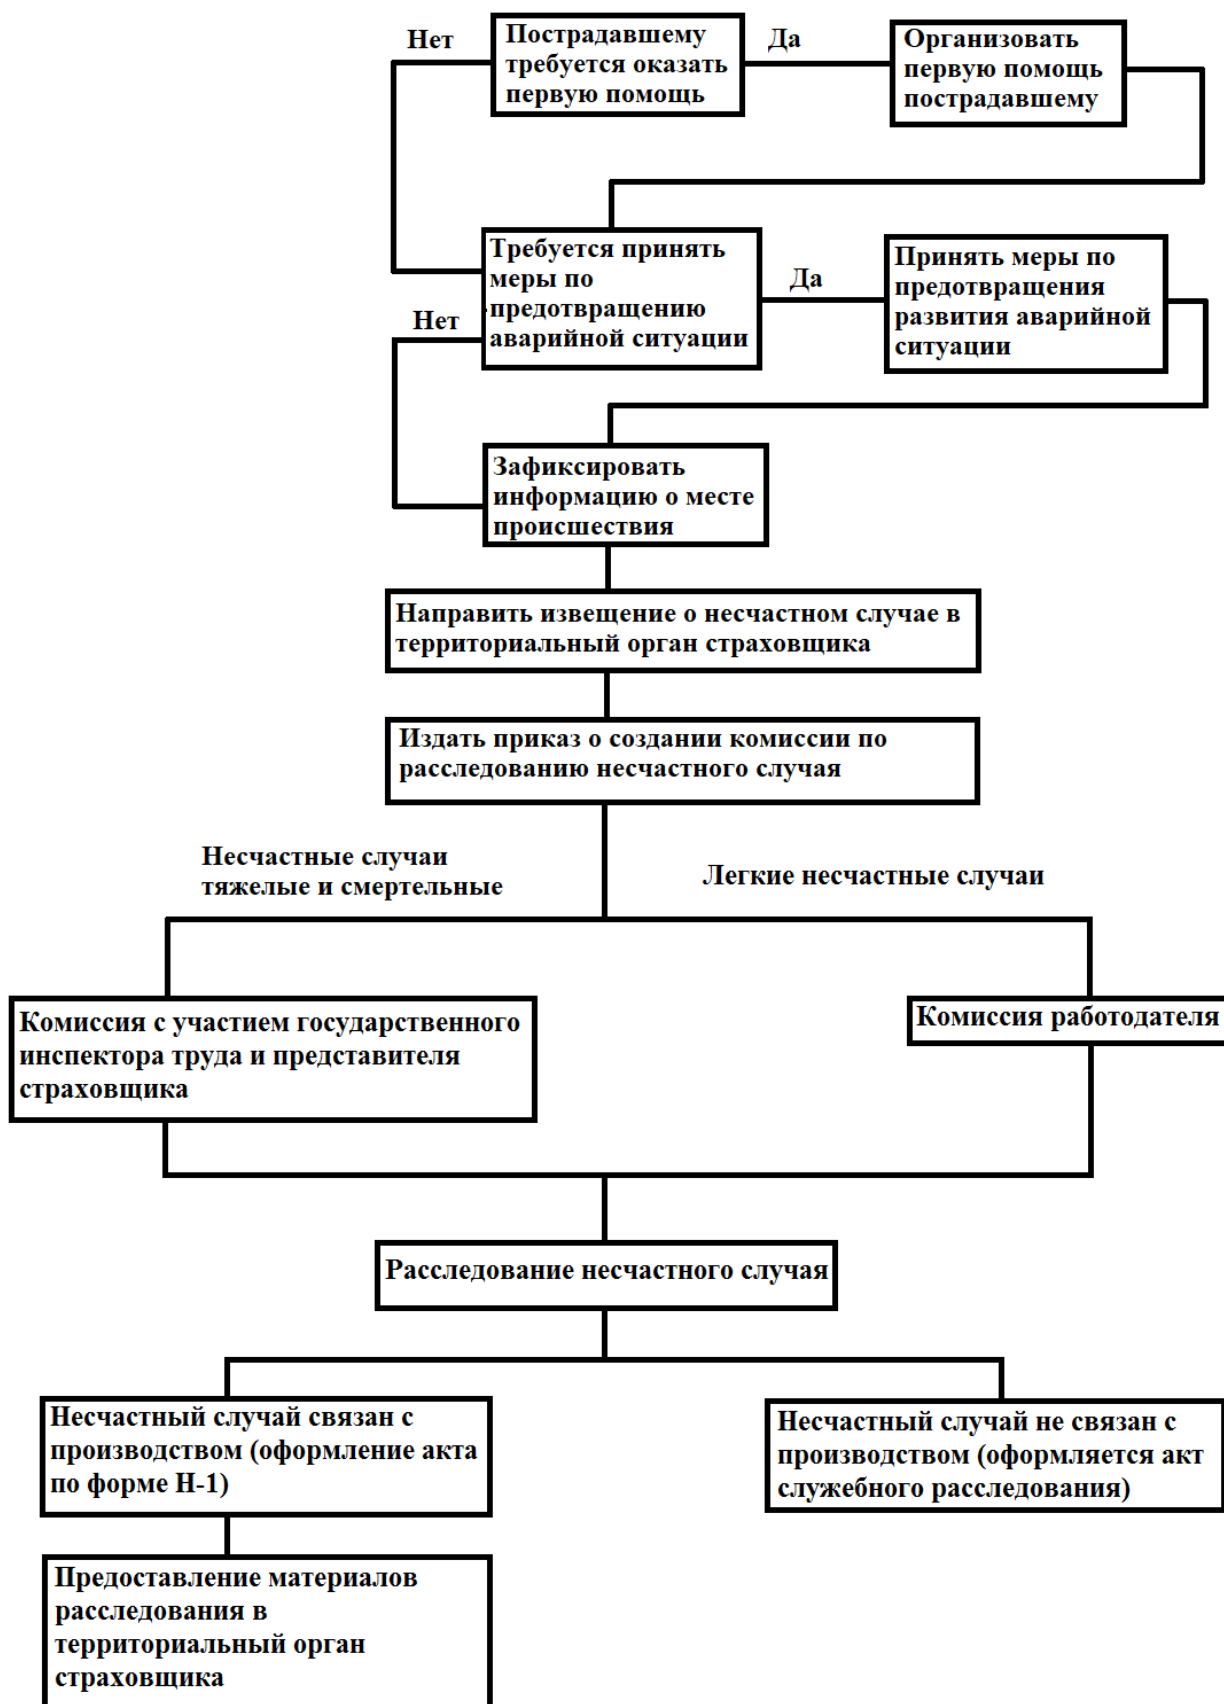 Нет
Пострадавшему
требуется оказать
первую помощь
Да
Организовать
первую помощь
пострадавшему
Требуется принять
меры по
предотвращению
аварийной ситуации
Да
Принять меры по
предотвращения
развития аварийной
ситуации
Нет
Зафиксировать
информацию о месте
происшествия
Направить извещение о несчастном случае в
территориальный орган страховщика
Издать приказ о создании комиссии по
расследованию несчастного случая
Несчастные случаи
тяжелые и смертельные
Легкие несчастные случаи
Комиссия с участием государственного
инспектора труда и представителя
страховщика
Комиссия работодателя
Расследование несчастного случая
Несчастный случай связан с
производством (оформление акта
по форме Н-1)
Несчастный случай не связан с
производством (оформляется акт
служебного расследования)
Предоставление материалов
расследования в
территориальный орган
страховщика